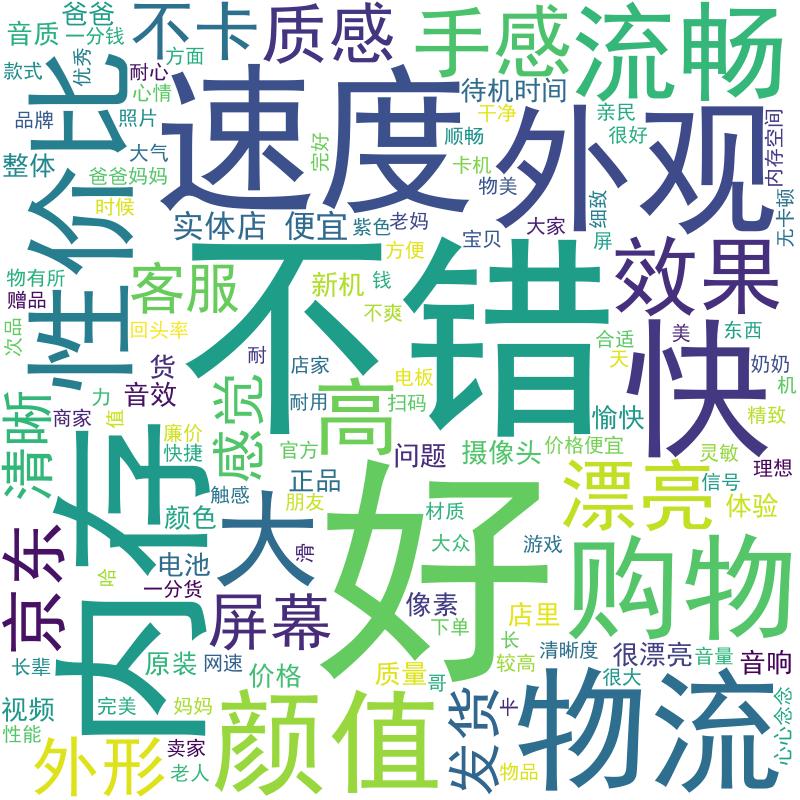 爸爸
音质
一分钱
不卡
质感
手感
流畅
款式
优秀
方面
耐心
心情
待机时间
干净
亲民
很好
内存空间
性价比
品牌
照片
速度
外观
整体
大气
爸爸妈妈
时候
完好
顺畅
卡机
物美
细致
无卡顿
实体店
便宜
紫色
老妈
宝贝
大家
屏
不错
效果
物有所
赠品
次品
客服
回头率
新机
钱
方便
不爽
合适
天
美
东西
快
货
音效
耐
店家
耐用
高
电板
扫码
愉快
奶奶
机
精致
清晰
商家
力
值
廉价
快捷
感觉
官方
正品
问题
摄像头
价格便宜
灵敏
信号
理想
内存
触感
颜色
大
朋友
好
材质
大众
游戏
漂亮
体验
京东
哈
电池
一分货
滑
屏幕
像素
下单
店里
购物
长辈
原装
网速
价格
质量
哥
长
较高
清晰度
很大
很漂亮
音量
音响
视频
性能
完美
妈妈
颜值
发货
物流
心心念念
外形
卖家
老人
物品